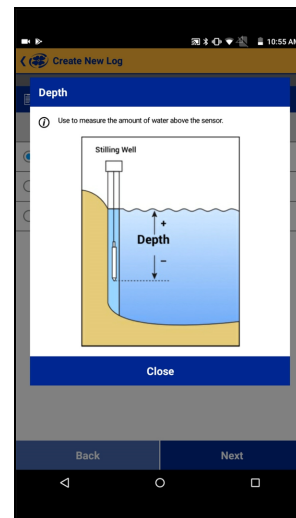 10:55 AM
Create New Log
Depth
Use to measure the amount of water above the sensor.
Stilling Well
+
Depth
–
Close
Back
Next